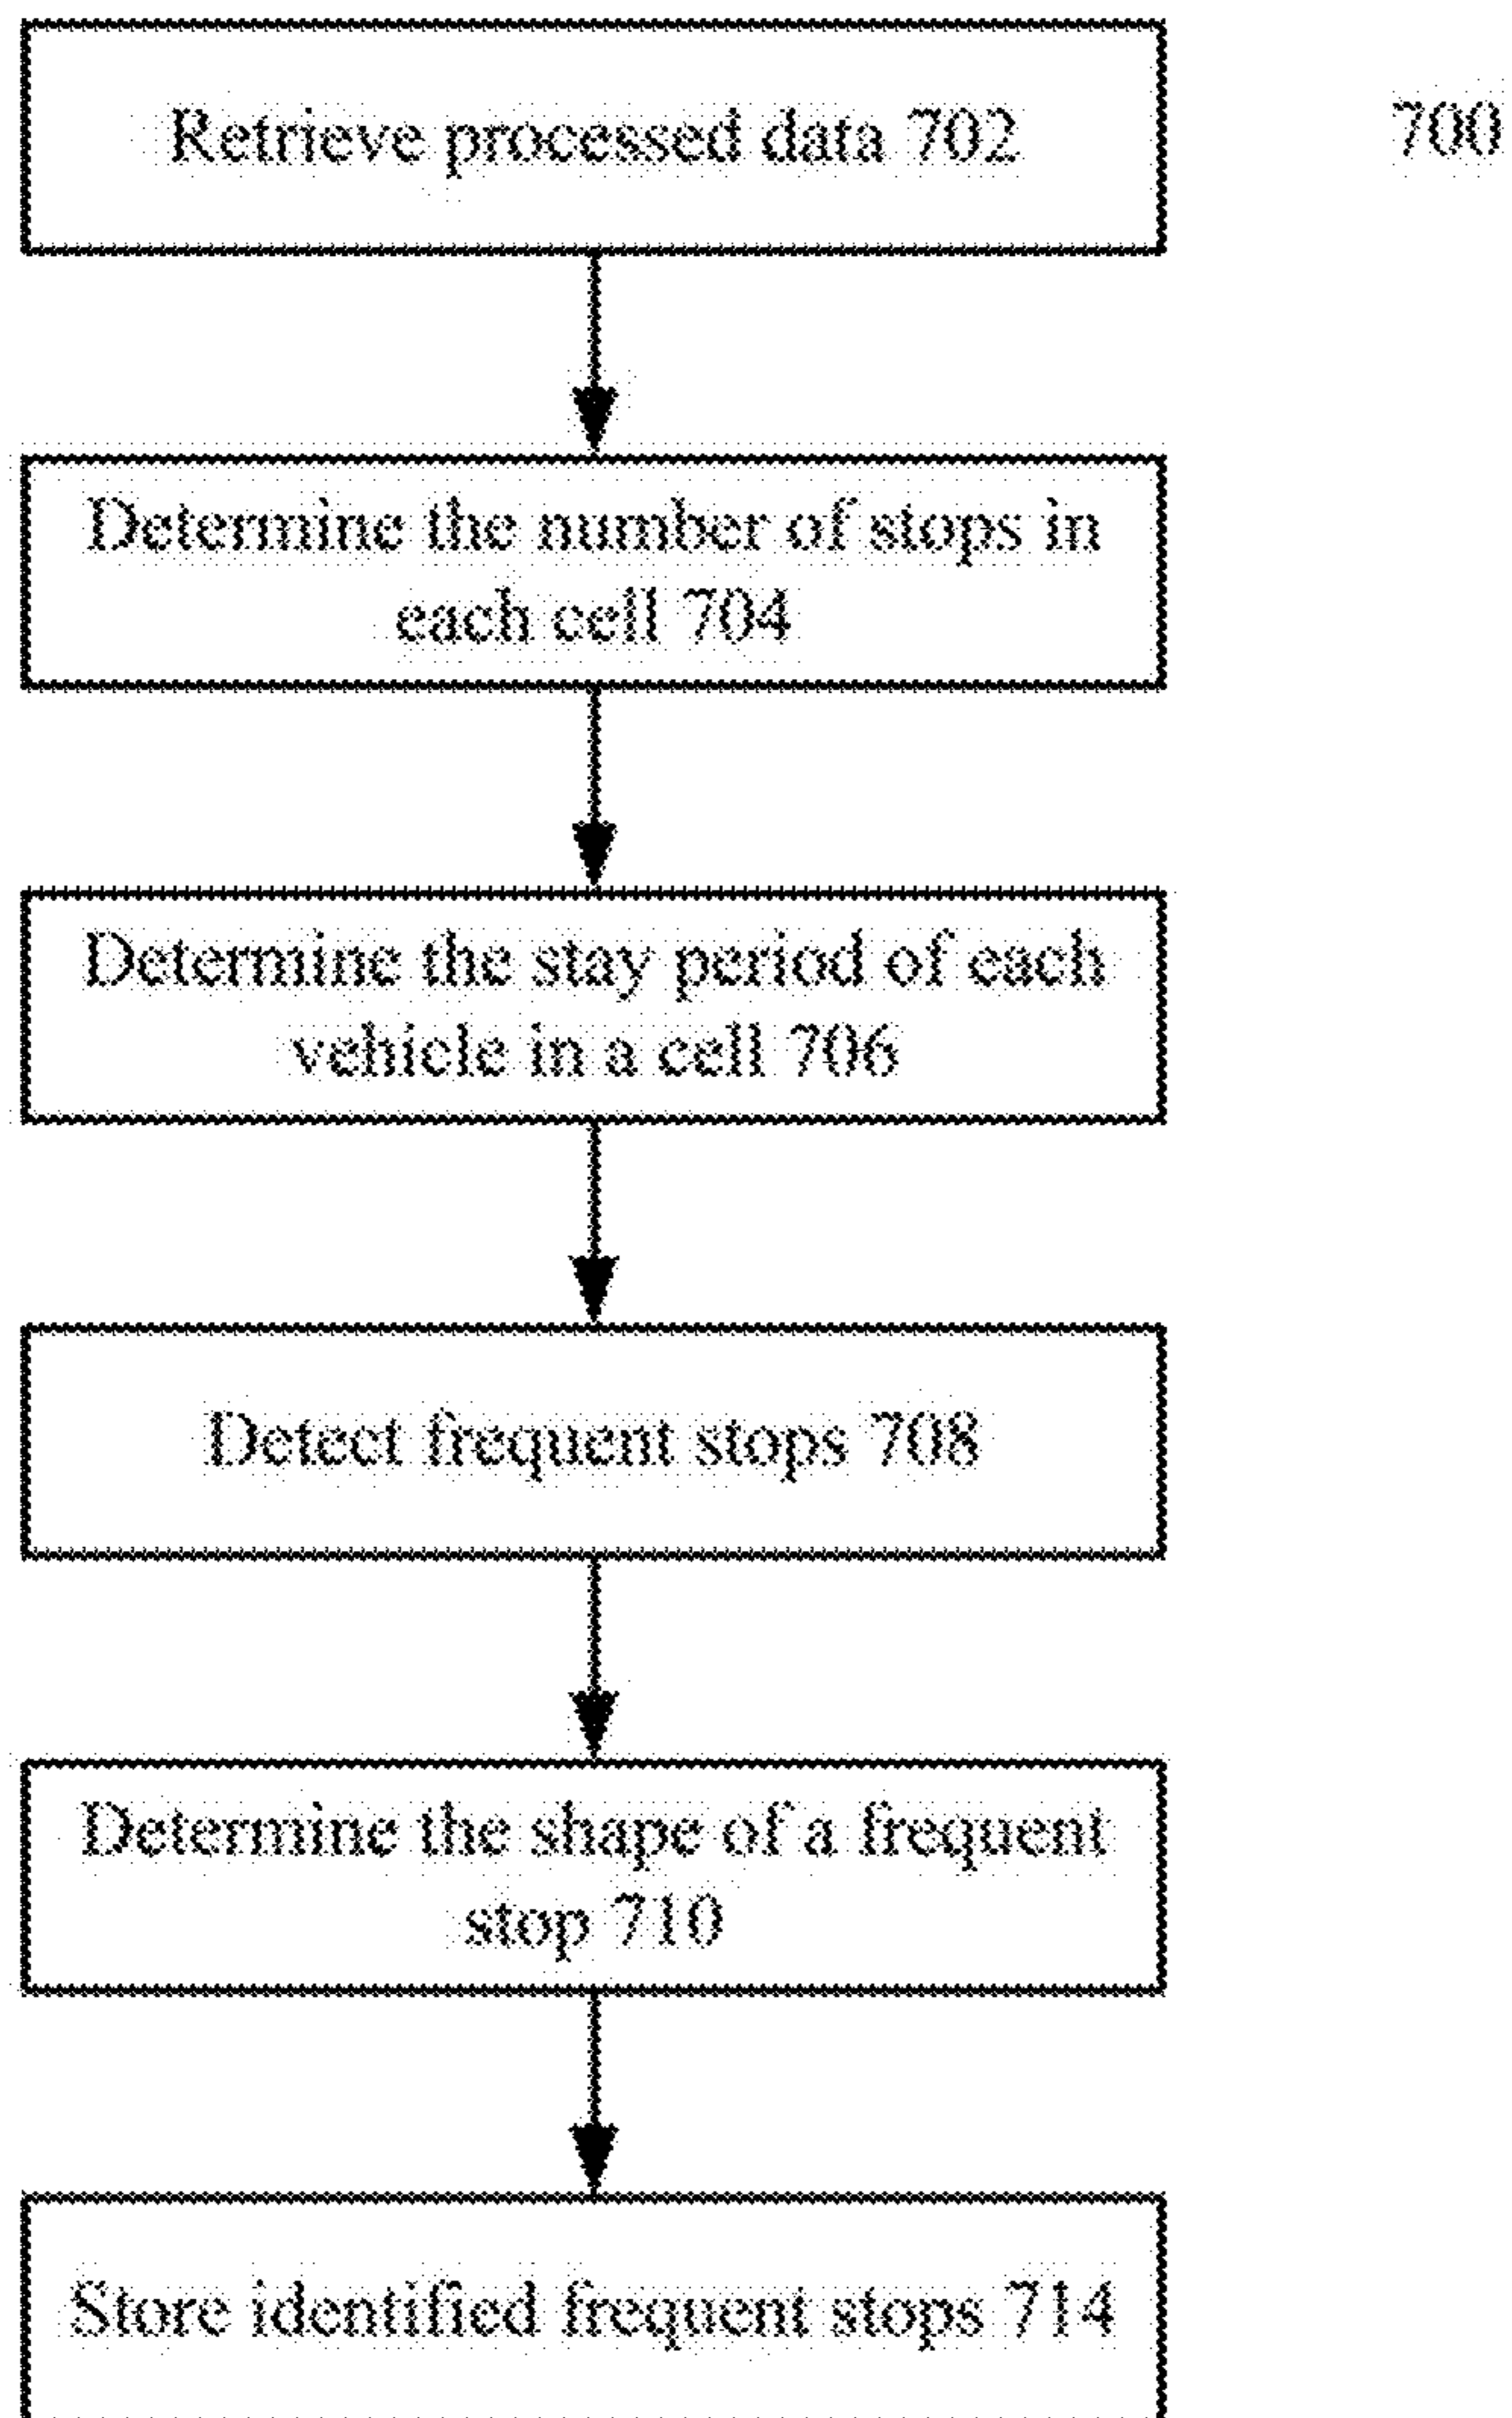 Retrieve processed data 702
700
Determine the number of stops in
each cell 704
Determine the stay period of each
vehicle in a cell 706
Detect frequent stops 708
Determine the shape of a frequent
stop 710
Store identified frequent stops 714